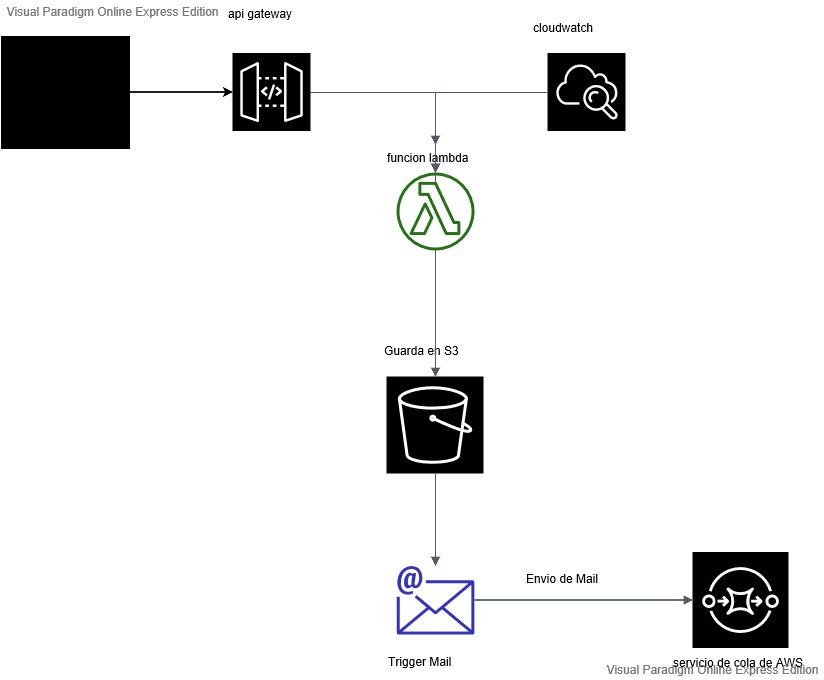 Visual Paradigm Online Express Edition
api gateway
cloudwatch
</>
funcion lambda
Guarda en S3
@
Envio de Mail
Trigger Mail
servicio de cola de AWS
Visual Paradigm Online Express Edition